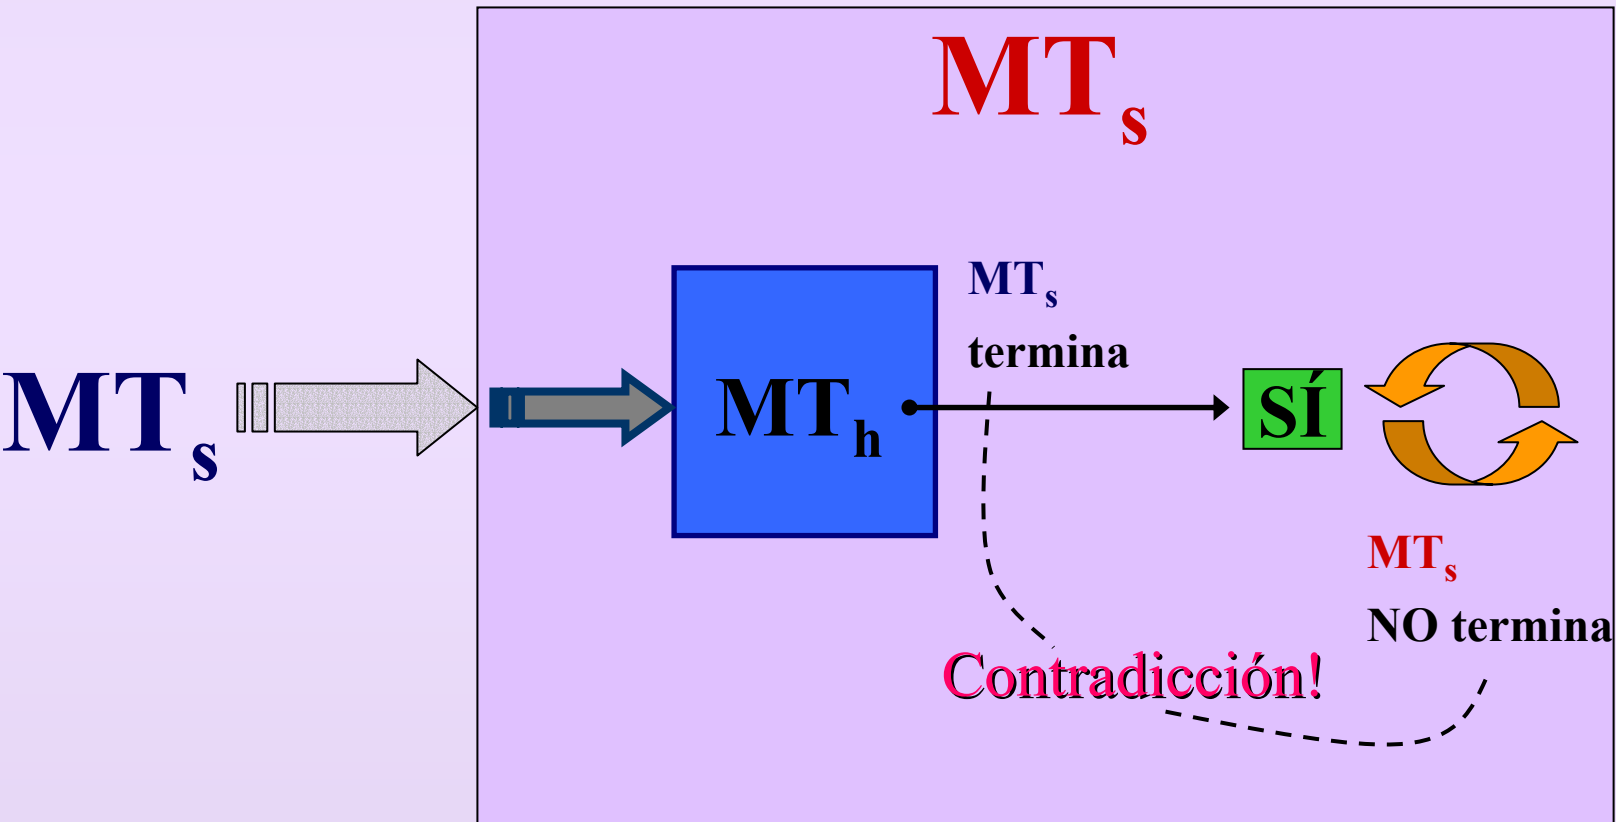 MTs
MTs
MTh
MTs
termina
SÍ
MTs
NO termina
Contradicción!